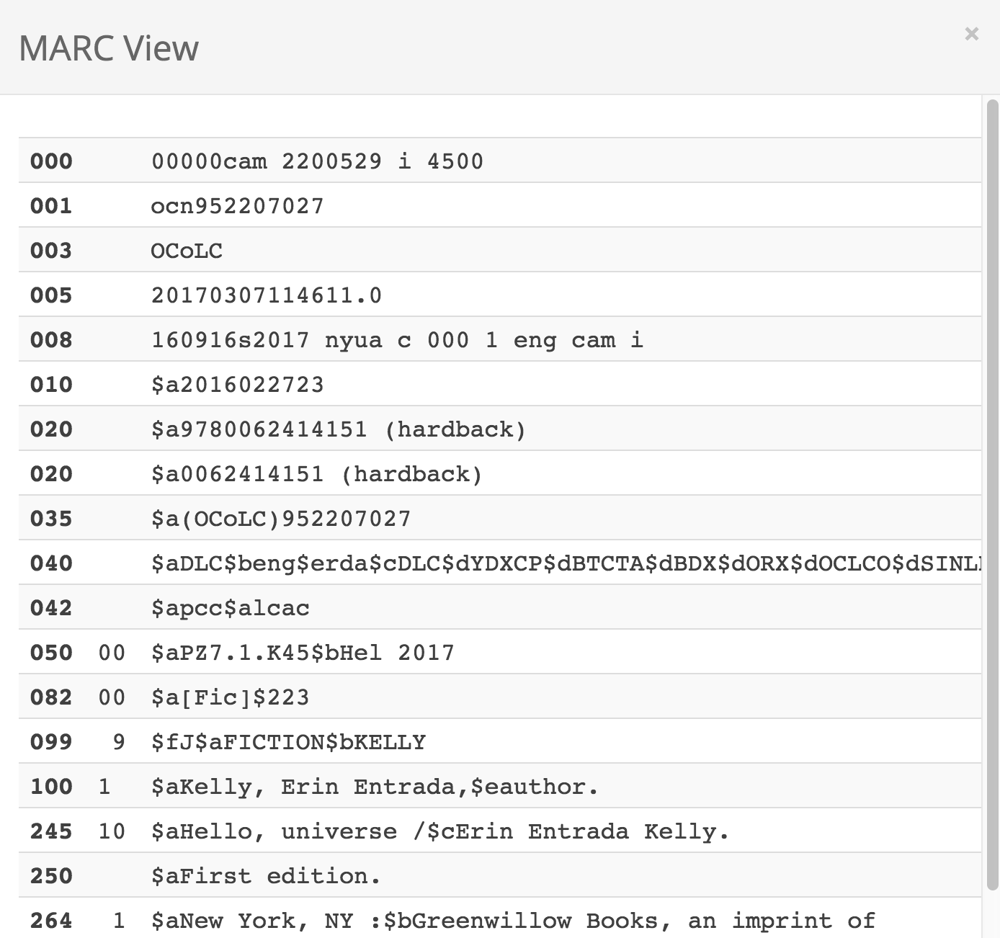 MARC View
×
000 00000cam 2200529 i 4500
001 ocn952207027
003 OCoLC
005 20170307114611.0
008 160916s2017 nyua c 000 1 eng cam i
010 $a2016022723
020 $a9780062414151 (hardback)
020 $a0062414151 (hardback)
035 $a(OCoLC)952207027
040 $aDLC$beng$erda$cDLC$dYDXCP$dBTCTA$dBDX$dORX$dOCLCO$dSINL
042 $apcc$alcac
050 00 $aPZ7.1.K45$bHel 2017
082 00 $a[Fic]$223
099 9 $fJ$aFICTION$bKELLY
100 1 $aKelly, Erin Entrada,$eauthor.
245 10 $aHello, universe /$cErin Entrada Kelly.
250 $aFirst edition.
264 1 $aNew York, NY :$bGreenwillow Books, an imprint of